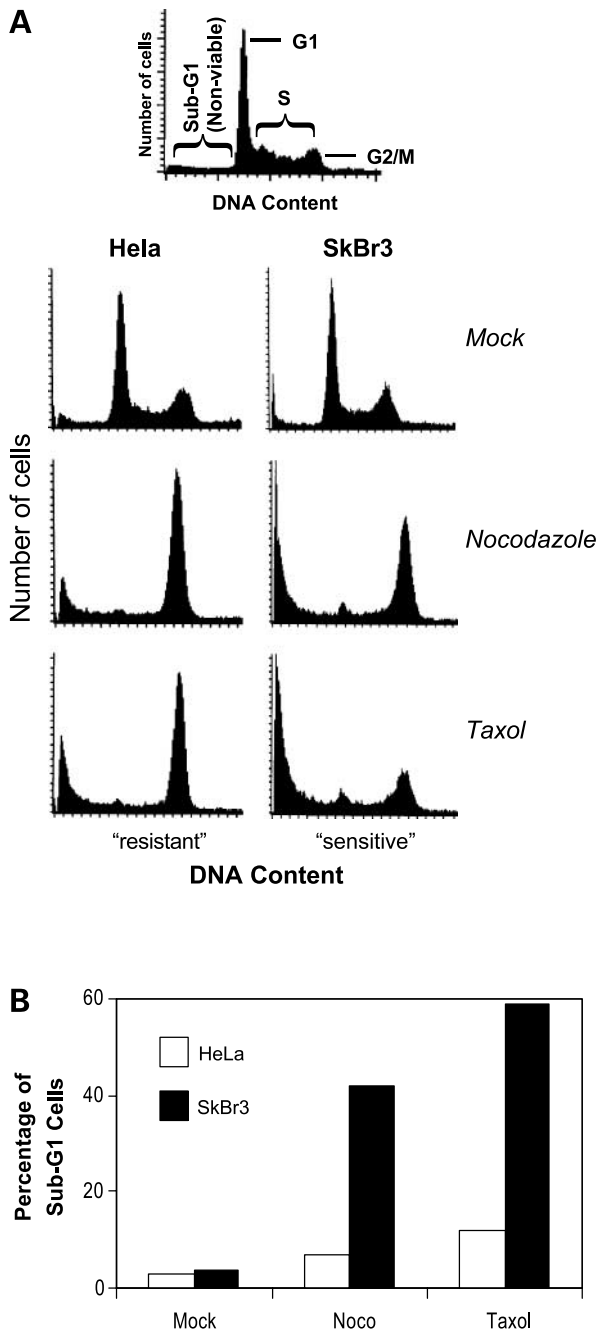 A
Number of cells
Sub-G1
(Non-viable)
G1
S
G2/M
DNA Content
Hela
SkBr3
Mock
Number of cells
Nocodazole
Taxol
“resistant”
“sensitive”
DNA Content
B
Percentage of
Sub-G1 Cells
60
40
20
0
HeLa
SkBr3
Mock
Noco
Taxol